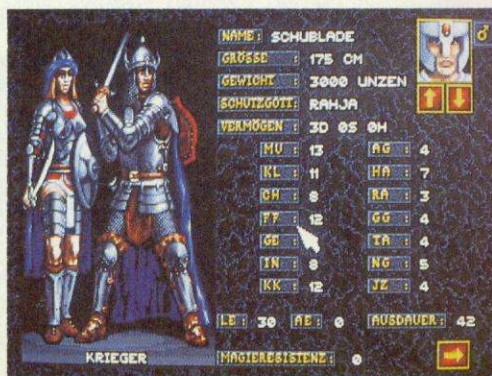 NAME : SCHUBLADE
GRÖSSE : 175 CM
GEWICHT : 3000 UNZEN
SCHUTZGOTT: RAHJA
VERMÖGEN : 3D 0S 0H
MU : 13 AG : 4
KL : 11 HA : 7
CH : 8 RA : 3
FF : 12 GG : 4
GE : TA : 4
IN : 8 NG : 5
KK : 12 JZ : 4
LE : 30 AE : 0 AUSDAUER: 42
KRIEGER MAGIERESISTENZ: 0